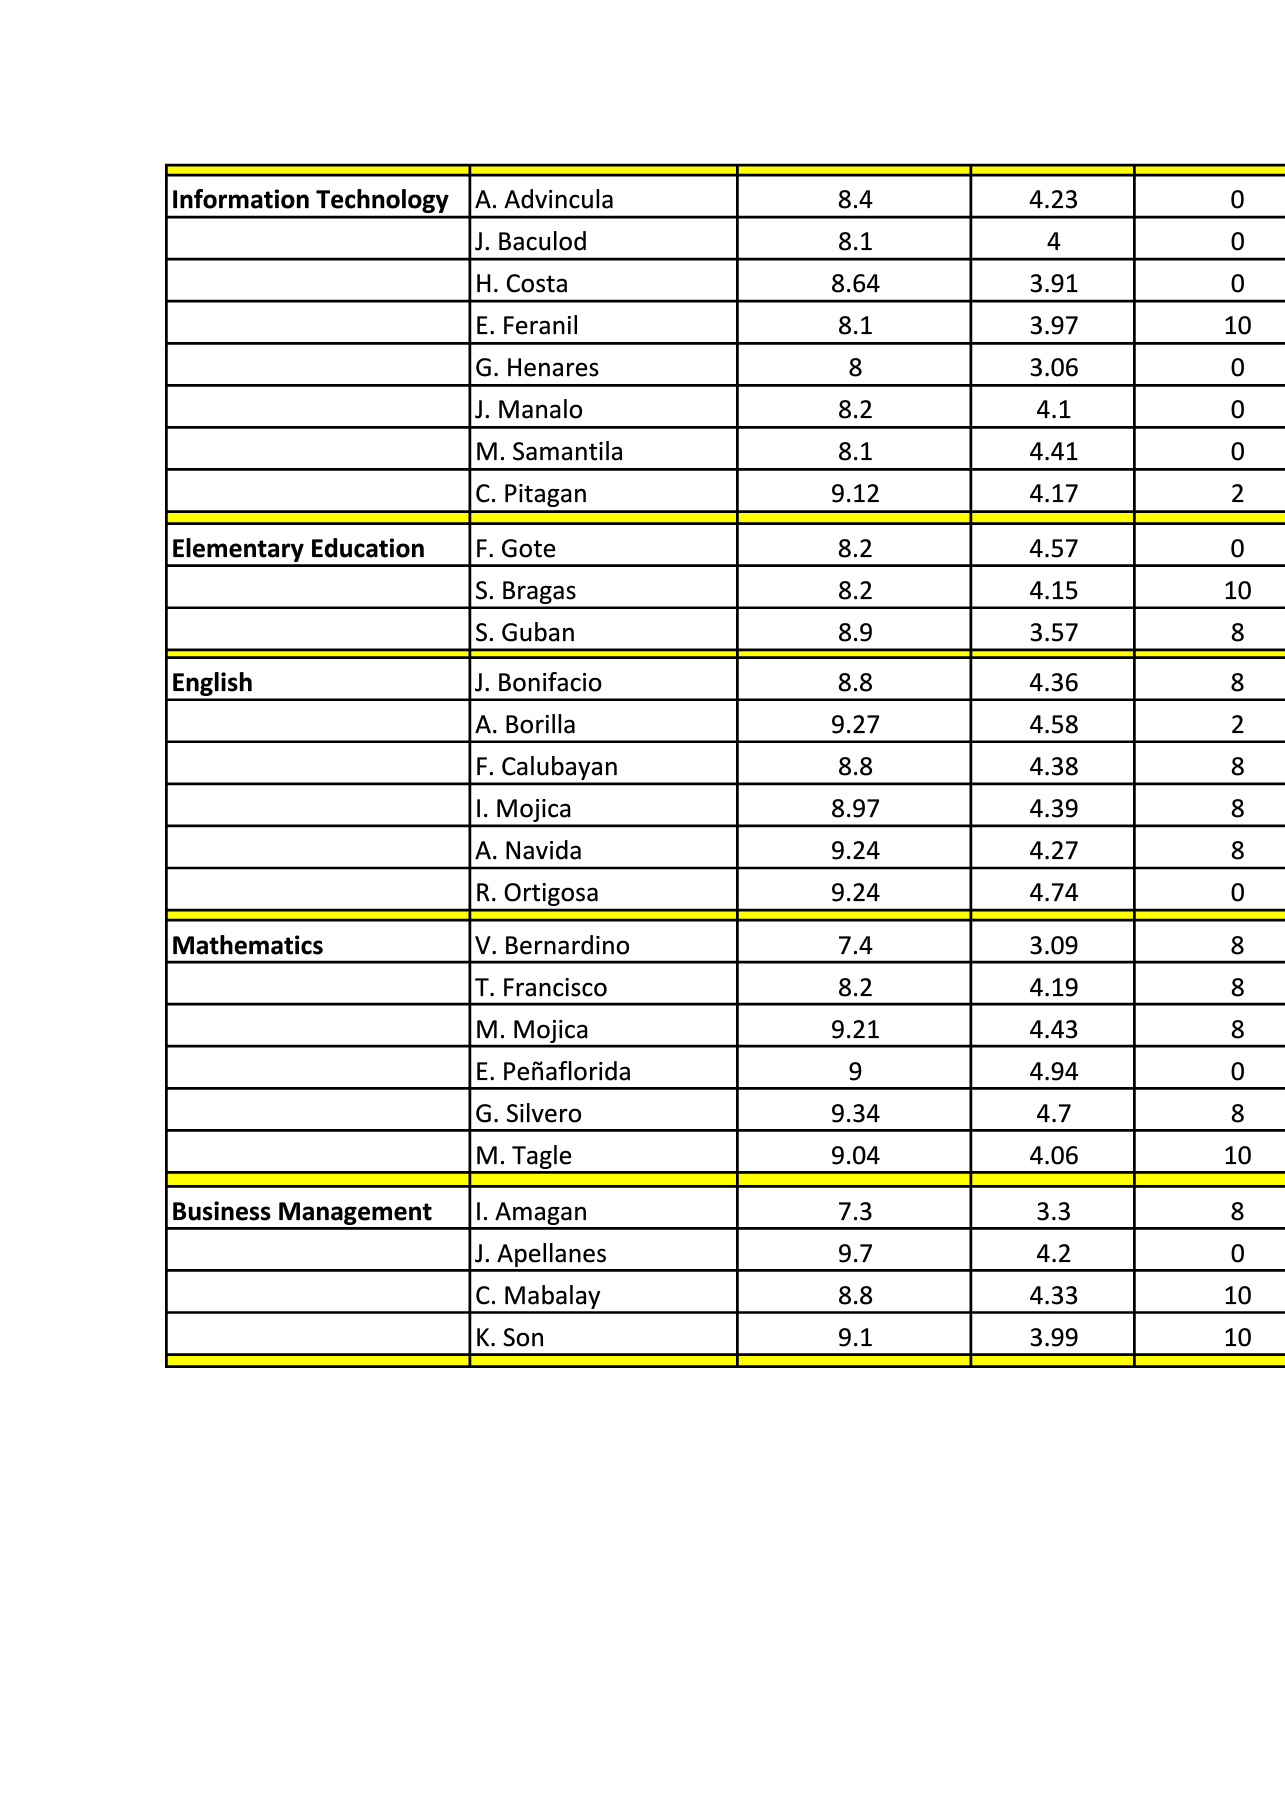 Information Technology A. Advincula 8.4 4.23 0
J. Baculod 8.1 4 0
H. Costa 8.64 3.91 0
E. Feranil 8.1 3.97 10
G. Henares 8 3.06 0
J. Manalo 8.2 4.1 0
M. Samantila 8.1 4.41 0
C. Pitagan 9.12 4.17 2
Elementary Education F. Gote 8.2 4.57 0
S. Bragas 8.2 4.15 10
S. Guban 8.9 3.57 8
English J. Bonifacio 8.8 4.36 8
A. Borilla 9.27 4.58 2
F. Calubayan 8.8 4.38 8
I. Mojica 8.97 4.39 8
A. Navida 9.24 4.27 8
R. Ortigosa 9.24 4.74 0
Mathematics V. Bernardino 7.4 3.09 8
T. Francisco 8.2 4.19 8
M. Mojica 9.21 4.43 8
E. Peñaflorida 9 4.94 0
G. Silvero 9.34 4.7 8
M. Tagle 9.04 4.06 10
Business Management I. Amagan 7.3 3.3 8
J. Apellanes 9.7 4.2 0
C. Mabalay 8.8 4.33 10
K. Son 9.1 3.99 10